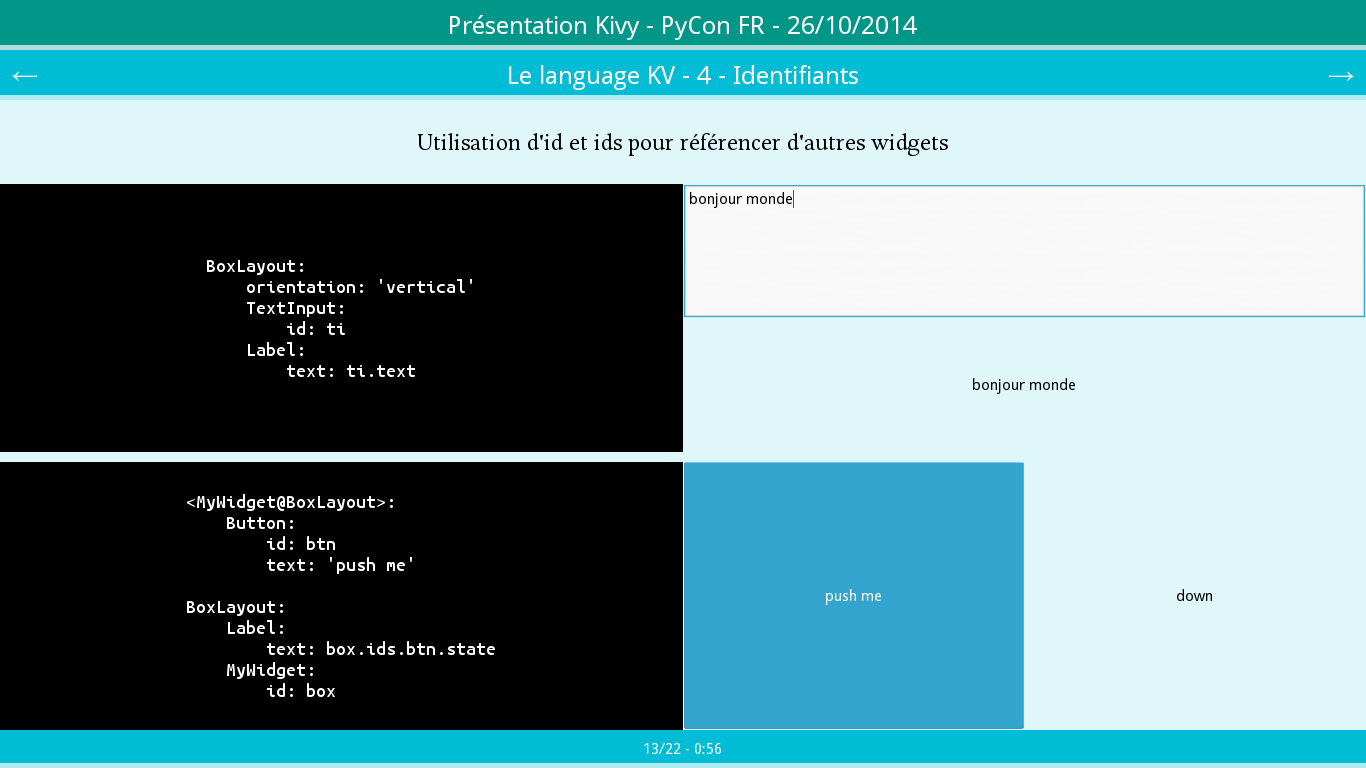 Présentation Kivy - PyCon FR - 26/10/2014
← Le language KV - 4 - Identifiants →
Utilisation d'id et ids pour référencer d'autres widgets
BoxLayout:
    orientation: 'vertical'
    TextInput:
        id: ti
    Label:
        text: ti.text
bonjour monde
bonjour monde
<MyWidget@BoxLayout>:
    Button:
        id: btn
        text: 'push me'

BoxLayout:
    Label:
        text: box.ids.btn.state
    MyWidget:
        id: box
push me
down
13/22 - 0:56